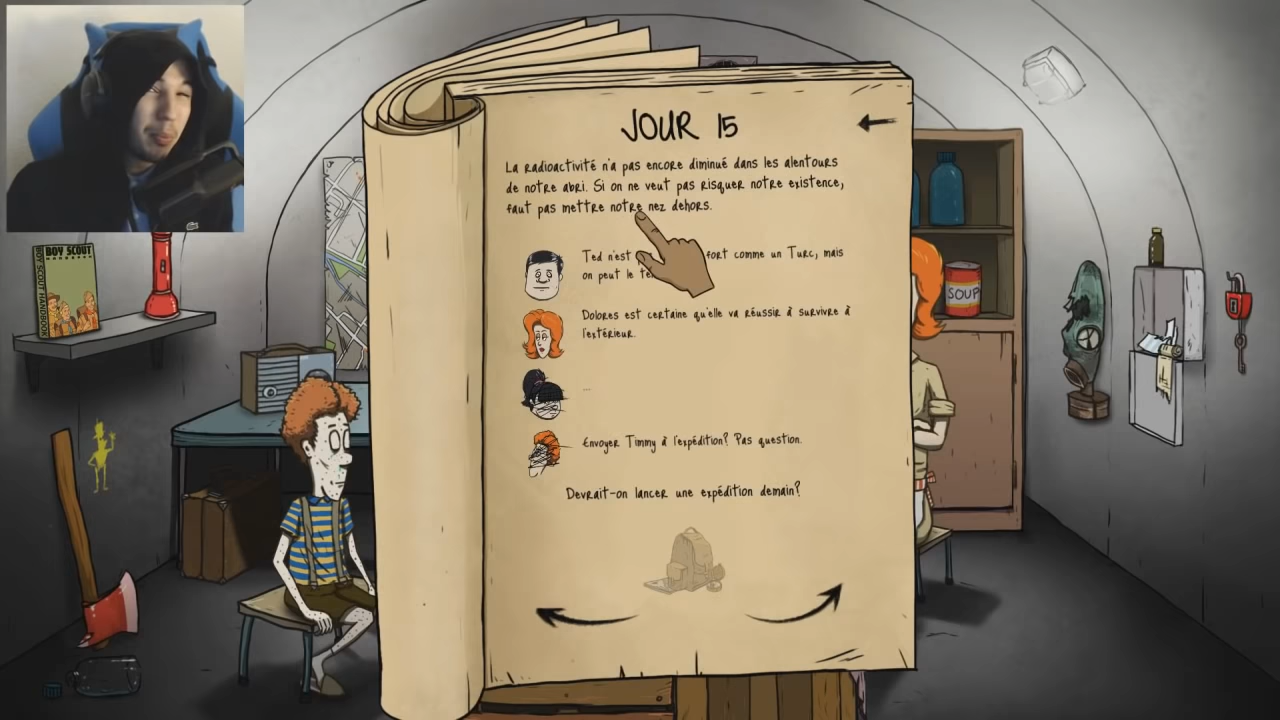 JOUR 15
La radioactivité n'a pas encore diminué dans les alentours
de notre abri. Si on ne veut pas risquer notre existence,
faut pas mettre notre nez dehors.
Ted n'est fort comme un Turc, mais
on peut le
Dolores est certaine qu'elle va réussir à survivre à
l'extérieur.
...
Envoyer Timmy à l'expédition? Pas question.
Devrait-on lancer une expédition demain?
BOY SCOUT
BOY SCOUT HANDBOOK
SOUP